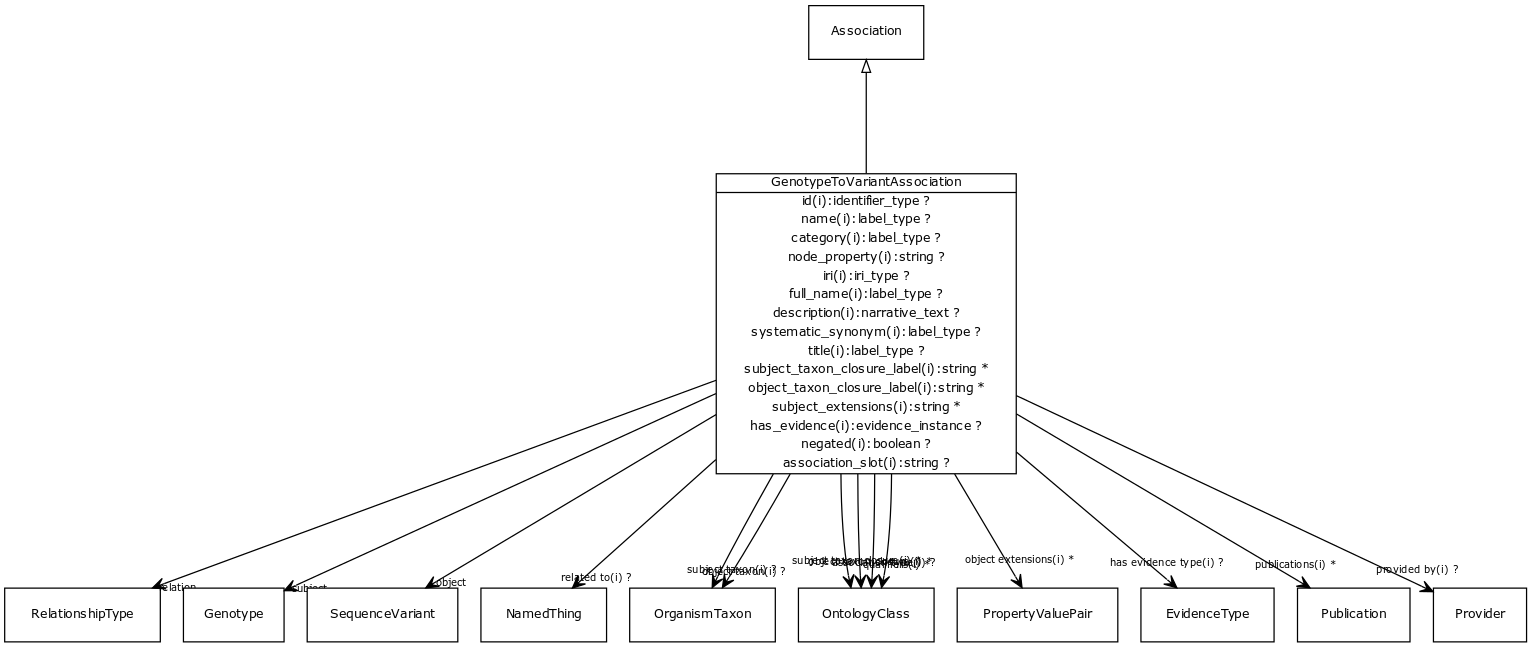 Association
GenotypeToVariantAssociation
id(i):identifier_type ?
name(i):label_type ?
category(i):label_type ?
node_property(i):string ?
iri(i):iri_type ?
full_name(i):label_type ?
description(i):narrative_text ?
systematic_synonym(i):label_type ?
title(i):label_type ?
subject_taxon_closure_label(i):string *
object_taxon_closure_label(i):string *
subject_extensions(i):string *
has_evidence(i):evidence_instance ?
negated(i):boolean ?
association_slot(i):string ?
relation
subject
object
related to(i) ?
subject taxon(i) ?
object taxon(i) ?
object extensions(i) *
has evidence type(i) ?
publications(i) *
provided by(i) ?
RelationshipType
Genotype
SequenceVariant
NamedThing
OrganismTaxon
OntologyClass
PropertyValuePair
EvidenceType
Publication
Provider